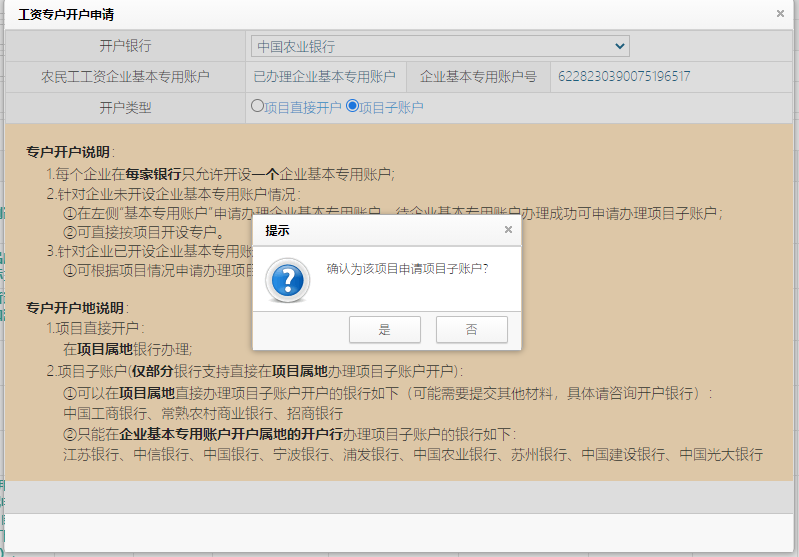 工资专户开户申请
开户银行 中国农业银行
农民工工资企业基本专用账户 已办理企业基本专用账户 企业基本专用账户号 6228230390075196517
开户类型 项目直接开户 项目子账户
专户开户说明:
1.每个企业在每家银行只允许开设一个企业基本专用账户;
2.针对企业未开设企业基本专用账户情况:
①在左侧"基本专用账户"申请办理企业基本专用账户，待企业基本专用账户办理成功可申请办理项目子账户；
②可直接按项目开设专户。
3.针对企业已开设企业基本专用账
①可根据项目情况申请办理项目
提示
确认为该项目申请项目子账户?
是 否
专户开户地说明:
1.项目直接开户:
在项目属地银行办理;
2.项目子账户(仅部分银行支持直接在项目属地办理项目子账户开户):
①可以在项目属地直接办理项目子账户开户的银行如下（可能需要提交其他材料，具体请咨询开户银行）:
中国工商银行、常熟农村商业银行、招商银行
②只能在企业基本专用账户开户属地的开户行办理项目子账户的银行如下:
江苏银行、中信银行、中国银行、宁波银行、浦发银行、中国农业银行、苏州银行、中国建设银行、中国光大银行